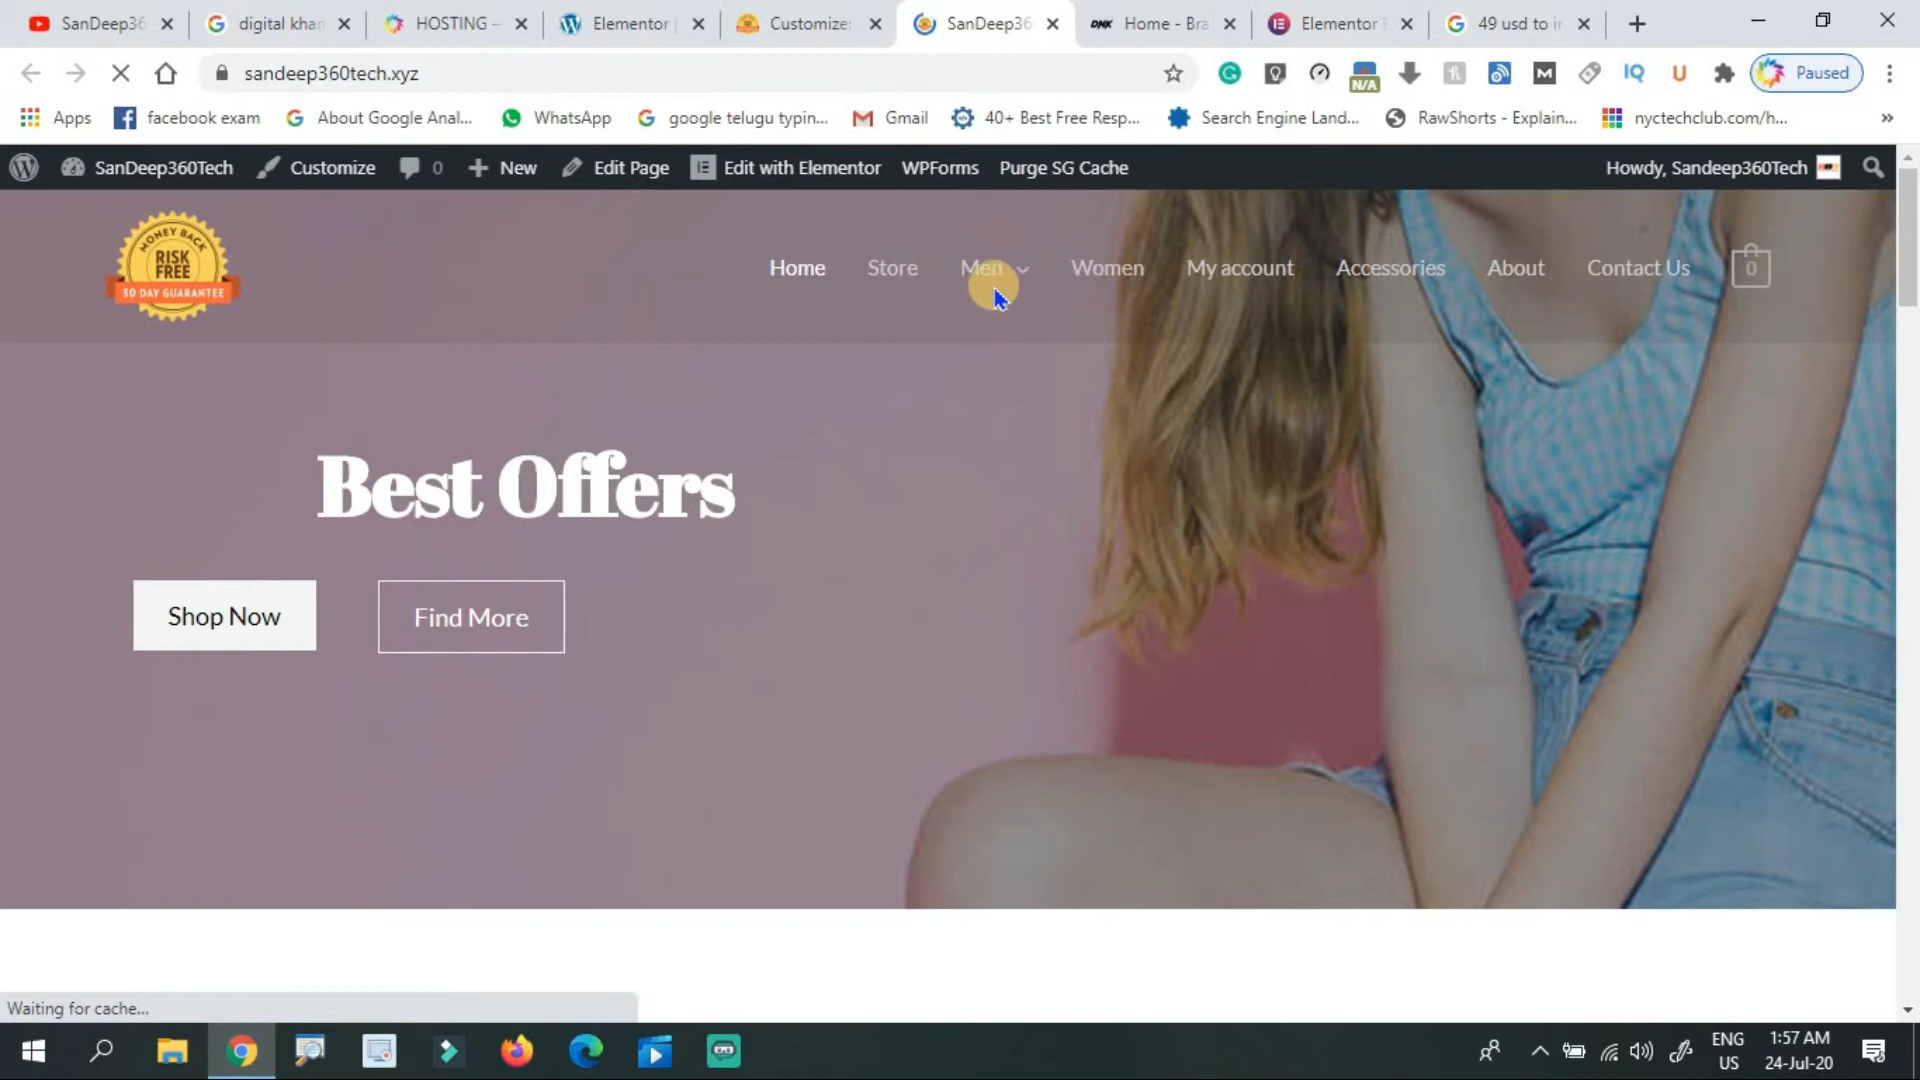 SanDeep36
digital khan
HOSTING –
Elementor
Customize:
SanDeep36
DNK Home - Bra
Elementor
49 usd to in
sandeep360tech.xyz
N/A
M
IQ
U
Paused
Apps
facebook exam
About Google Anal...
WhatsApp
google telugu typin...
Gmail
40+ Best Free Resp...
Search Engine Land...
RawShorts - Explain...
nyctechclub.com/h...
»
SanDeep360Tech
Customize
0
New
Edit Page
Edit with Elementor
WPForms
Purge SG Cache
Howdy, Sandeep360Tech
MONEY BACK
RISK
FREE
30 DAY GUARANTEE
Home
Store
Men
Women
My account
Accessories
About
Contact Us
0
Best Offers
Shop Now
Find More
Waiting for cache...
ENG
US
1:57 AM
24-Jul-20